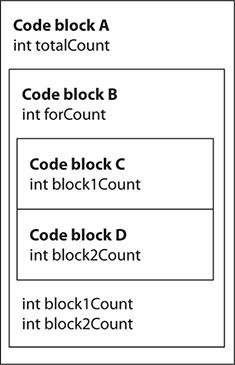 Code block A
int totalCount
Code block B
int forCount
Code block C
int block1Count
Code block D
int block2Count
int block1Count
int block2Count